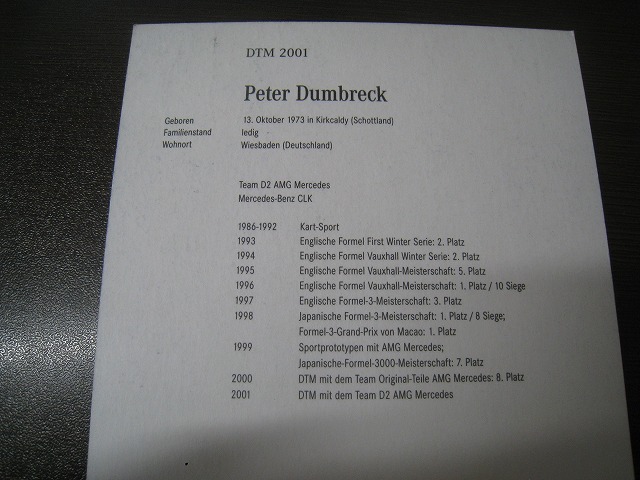 DTM 2001
Peter Dumbreck
Geboren 13. Oktober 1973 in Kirkcaldy (Schottland)
Familienstand ledig
Wohnort Wiesbaden (Deutschland)
Team D2 AMG Mercedes
Mercedes-Benz CLK
1986-1992 Kart-Sport
1993 Englische Formel First Winter Serie: 2. Platz
1994 Englische Formel Vauxhall Winter Serie: 2. Platz
1995 Englische Formel Vauxhall-Meisterschaft: 5. Platz
1996 Englische Formel Vauxhall-Meisterschaft: 1. Platz / 10 Siege
1997 Englische Formel-3-Meisterschaft: 3. Platz
1998 Japanische Formel-3-Meisterschaft: 1. Platz / 8 Siege;
Formel-3-Grand-Prix von Macao: 1. Platz
1999 Sportprototypen mit AMG Mercedes;
Japanische-Formel-3000-Meisterschaft: 7. Platz
2000 DTM mit dem Team Original-Teile AMG Mercedes: 8. Platz
2001 DTM mit dem Team D2 AMG Mercedes